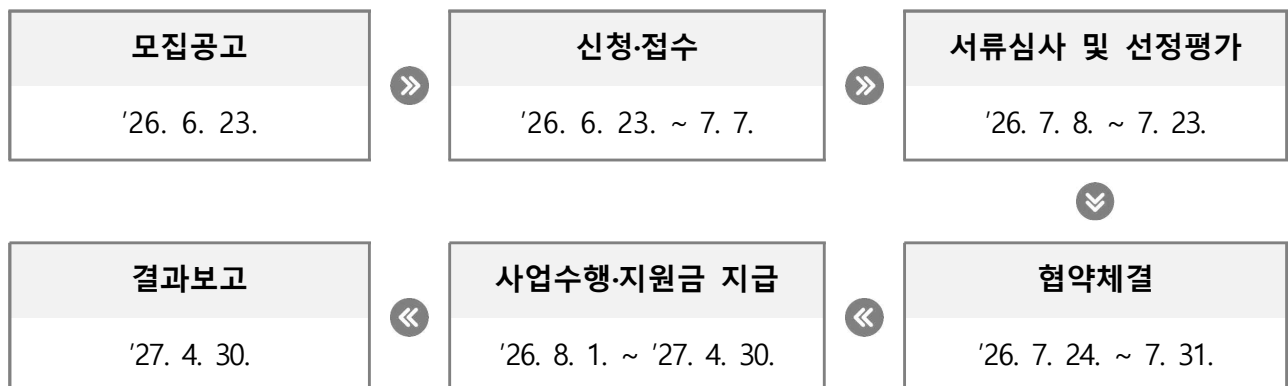 모집공고
'26. 6. 23.
신청·접수
'26. 6. 23. ~ 7. 7.
서류심사 및 선정평가
'26. 7. 8. ~ 7. 23.
협약체결
'26. 7. 24. ~ 7. 31.
사업수행·지원금 지급
'26. 8. 1. ~ '27. 4. 30.
결과보고
'27. 4. 30.